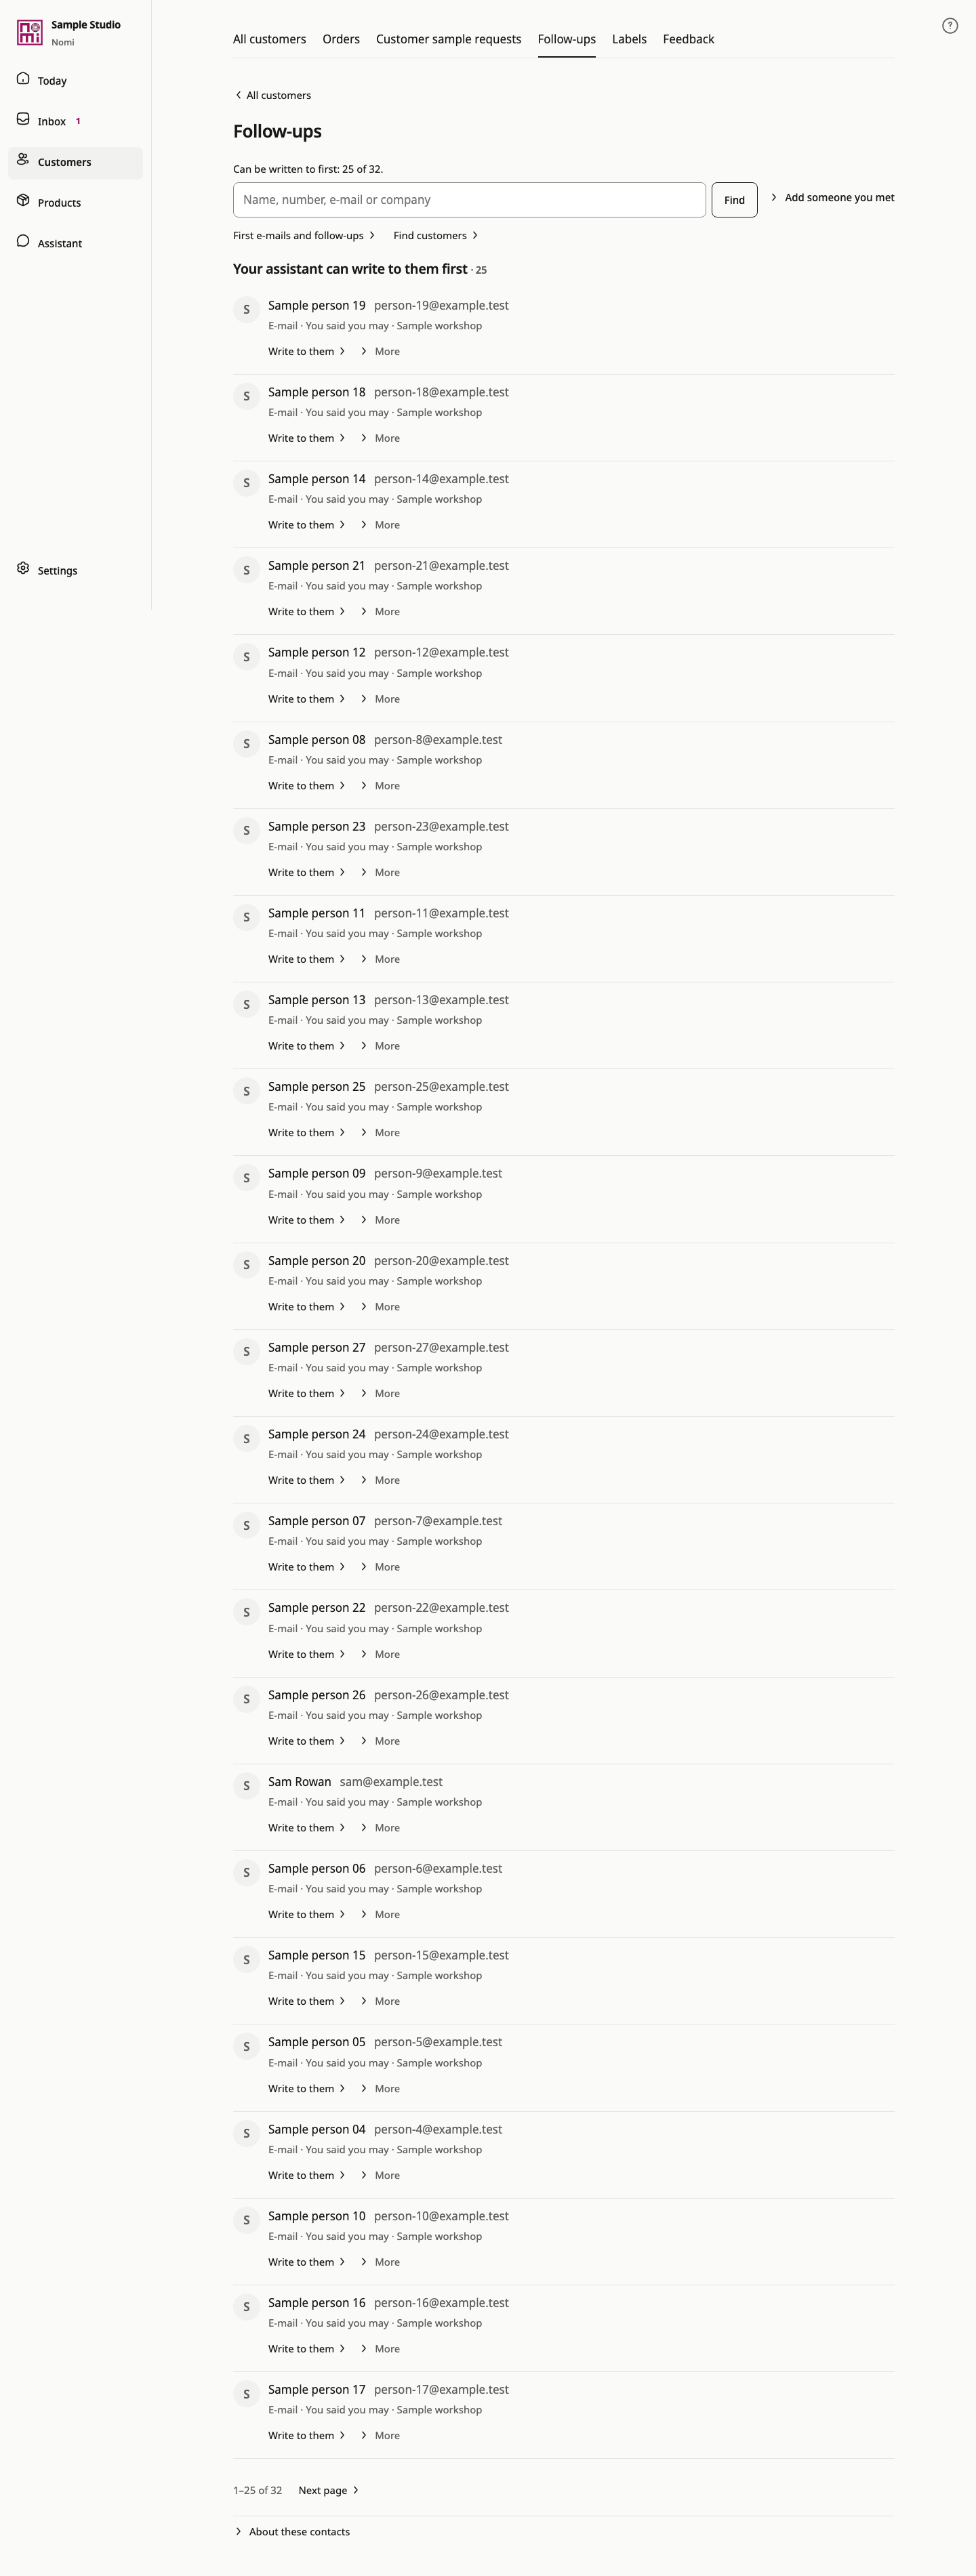 Sample Studio
Nomi
Today
Inbox 1
Customers
Products
Assistant
Settings
All customers Orders Customer sample requests Follow-ups Labels Feedback
All customers
Follow-ups
Can be written to first: 25 of 32.
Name, number, e-mail or company Find Add someone you met
First e-mails and follow-ups Find customers
Your assistant can write to them first · 25
S Sample person 19 person-19@example.test
E-mail · You said you may · Sample workshop
Write to them More
S Sample person 18 person-18@example.test
E-mail · You said you may · Sample workshop
Write to them More
S Sample person 14 person-14@example.test
E-mail · You said you may · Sample workshop
Write to them More
S Sample person 21 person-21@example.test
E-mail · You said you may · Sample workshop
Write to them More
S Sample person 12 person-12@example.test
E-mail · You said you may · Sample workshop
Write to them More
S Sample person 08 person-8@example.test
E-mail · You said you may · Sample workshop
Write to them More
S Sample person 23 person-23@example.test
E-mail · You said you may · Sample workshop
Write to them More
S Sample person 11 person-11@example.test
E-mail · You said you may · Sample workshop
Write to them More
S Sample person 13 person-13@example.test
E-mail · You said you may · Sample workshop
Write to them More
S Sample person 25 person-25@example.test
E-mail · You said you may · Sample workshop
Write to them More
S Sample person 09 person-9@example.test
E-mail · You said you may · Sample workshop
Write to them More
S Sample person 20 person-20@example.test
E-mail · You said you may · Sample workshop
Write to them More
S Sample person 27 person-27@example.test
E-mail · You said you may · Sample workshop
Write to them More
S Sample person 24 person-24@example.test
E-mail · You said you may · Sample workshop
Write to them More
S Sample person 07 person-7@example.test
E-mail · You said you may · Sample workshop
Write to them More
S Sample person 22 person-22@example.test
E-mail · You said you may · Sample workshop
Write to them More
S Sample person 26 person-26@example.test
E-mail · You said you may · Sample workshop
Write to them More
S Sam Rowan sam@example.test
E-mail · You said you may · Sample workshop
Write to them More
S Sample person 06 person-6@example.test
E-mail · You said you may · Sample workshop
Write to them More
S Sample person 15 person-15@example.test
E-mail · You said you may · Sample workshop
Write to them More
S Sample person 05 person-5@example.test
E-mail · You said you may · Sample workshop
Write to them More
S Sample person 04 person-4@example.test
E-mail · You said you may · Sample workshop
Write to them More
S Sample person 10 person-10@example.test
E-mail · You said you may · Sample workshop
Write to them More
S Sample person 16 person-16@example.test
E-mail · You said you may · Sample workshop
Write to them More
S Sample person 17 person-17@example.test
E-mail · You said you may · Sample workshop
Write to them More
1–25 of 32 Next page
About these contacts